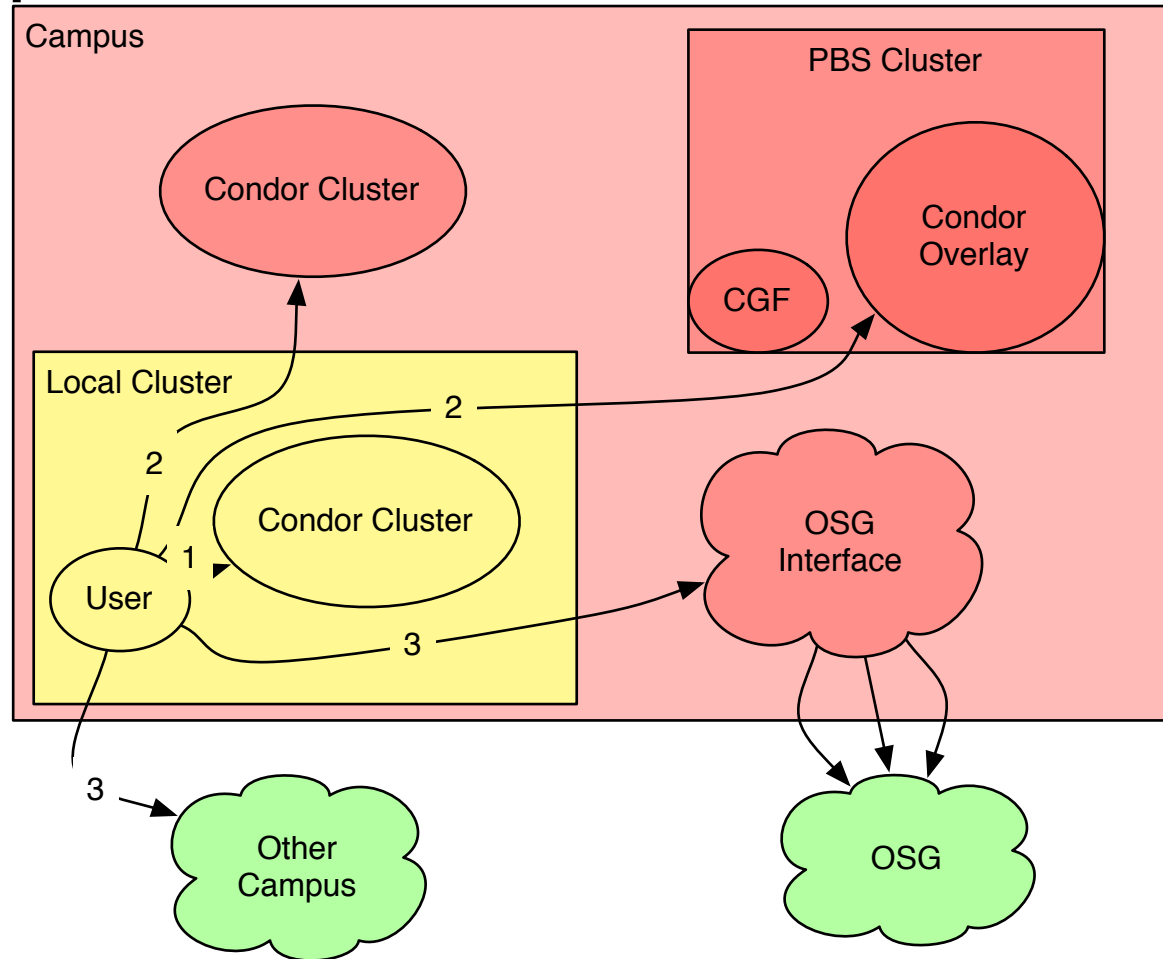 Campus
PBS Cluster
Condor Cluster
Condor
Overlay
CGF
Local Cluster
2
2
Condor Cluster
OSG
Interface
1
User
3
3
Other
Campus
OSG